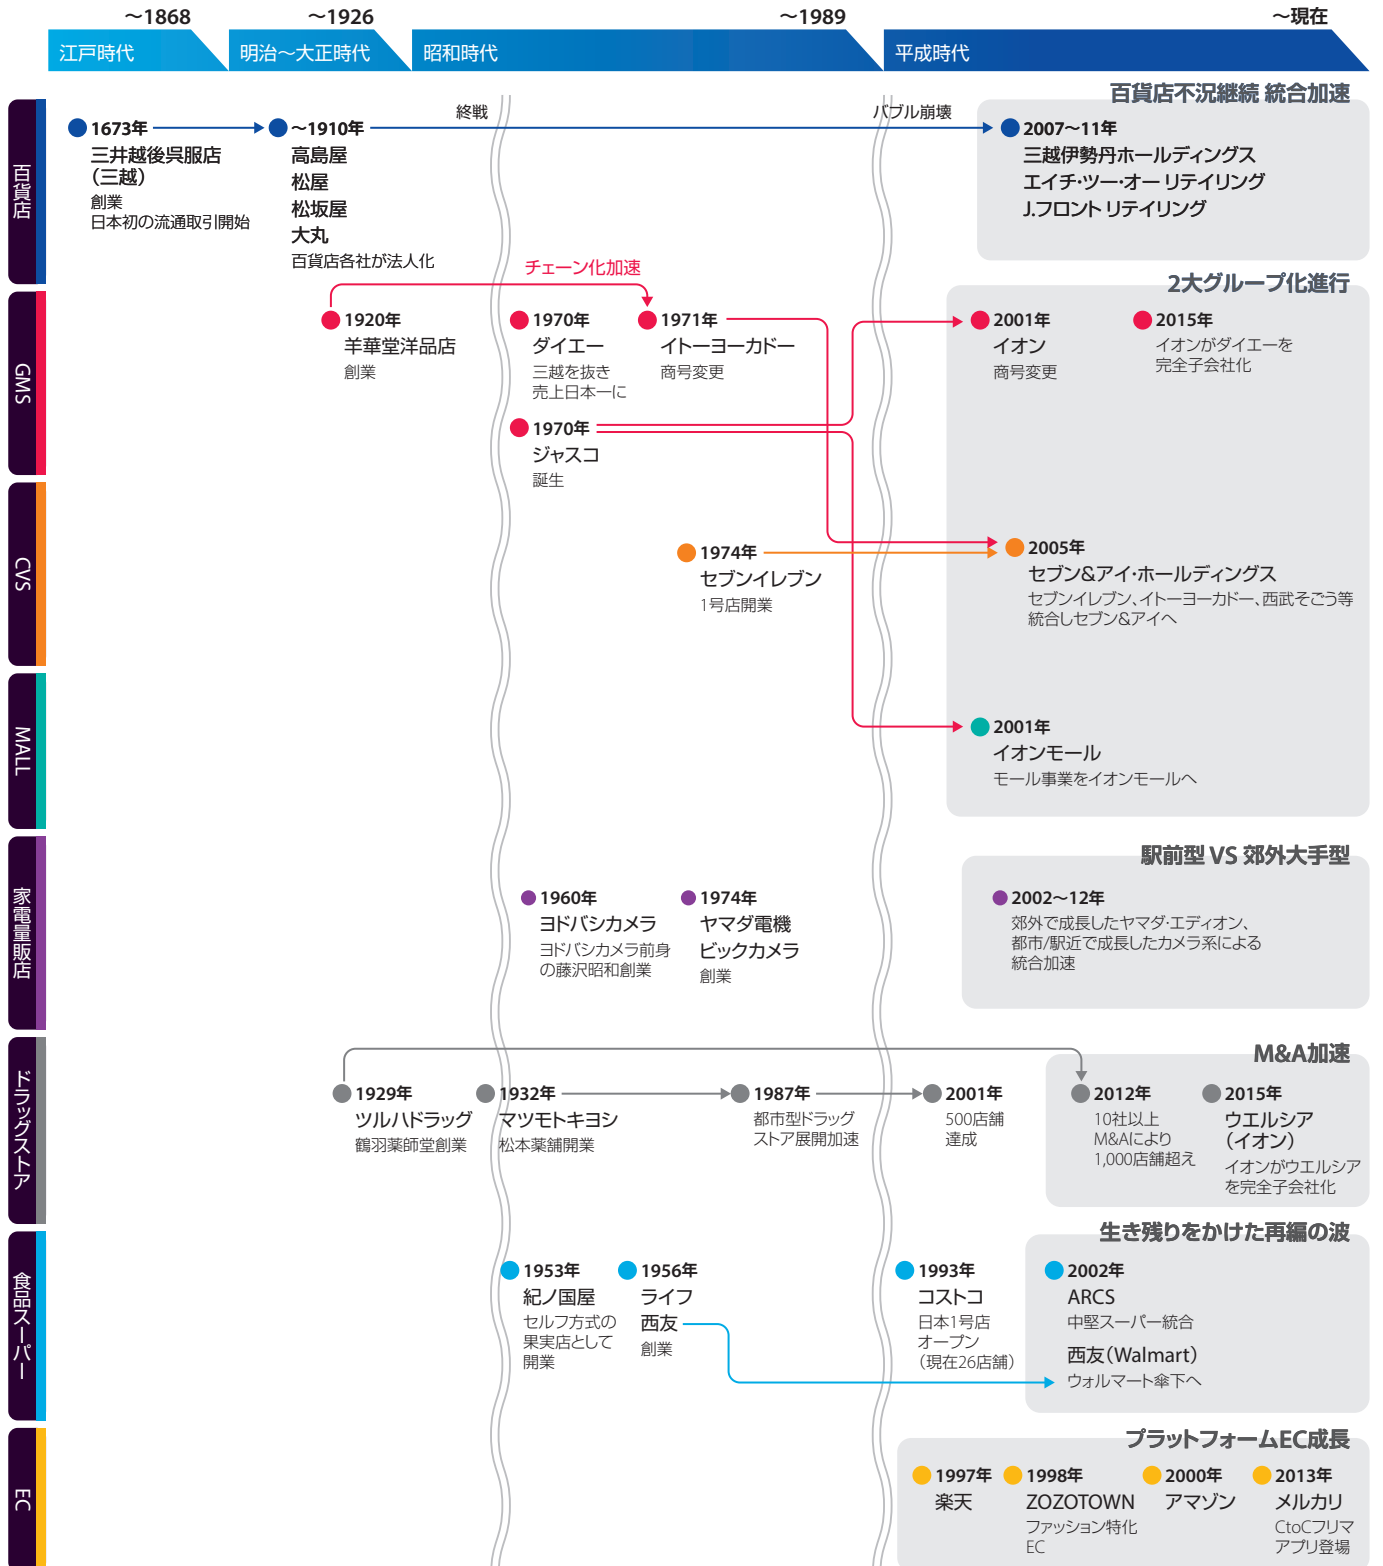 ～1868
～1926
～1989
～現在
江戸時代
明治～大正時代
昭和時代
平成時代
終戦
バブル崩壊
百貨店
百貨店不況継続 統合加速
1673年
三井越後呉服店
（三越）
創業
日本初の流通取引開始
～1910年
高島屋
松屋
松坂屋
大丸
百貨店各社が法人化
2007～11年
三越伊勢丹ホールディングス
エイチ・ツー・オー リテイリング
J.フロント リテイリング
GMS
チェーン化加速
2大グループ化進行
1920年
羊華堂洋品店
創業
1970年
ダイエー
三越を抜き
売上日本一に
1971年
イトーヨーカドー
商号変更
2001年
イオン
商号変更
2015年
イオンがダイエーを
完全子会社化
1970年
ジャスコ
誕生
CVS
1974年
セブンイレブン
1号店開業
2005年
セブン&アイ・ホールディングス
セブンイレブン、イトーヨーカドー、西武そごう等
統合しセブン&アイへ
MALL
2001年
イオンモール
モール事業をイオンモールへ
家電量販店
駅前型 VS 郊外大手型
1960年
ヨドバシカメラ
ヨドバシカメラ前身
の藤沢昭和創業
1974年
ヤマダ電機
ビックカメラ
創業
2002～12年
郊外で成長したヤマダ・エディオン、
都市/駅近で成長したカメラ系による
統合加速
ドラッグストア
M&A加速
1929年
ツルハドラッグ
鶴羽薬師堂創業
1932年
マツモトキヨシ
松本薬舗開業
1987年
都市型ドラッグ
ストア展開加速
2001年
500店舗
達成
2012年
10社以上
M&Aにより
1,000店舗超え
2015年
ウエルシア
（イオン）
イオンがウエルシア
を完全子会社化
食品スーパー
生き残りをかけた再編の波
1953年
紀ノ国屋
セルフ方式の
果実店として
開業
1956年
ライフ
西友
創業
1993年
コストコ
日本1号店
オープン
（現在26店舗）
2002年
ARCS
中堅スーパー統合
西友（Walmart）
ウォルマート傘下へ
EC
プラットフォームEC成長
1997年
楽天
1998年
ZOZOTOWN
ファッション特化
EC
2000年
アマゾン
2013年
メルカリ
CtoCフリマ
アプリ登場